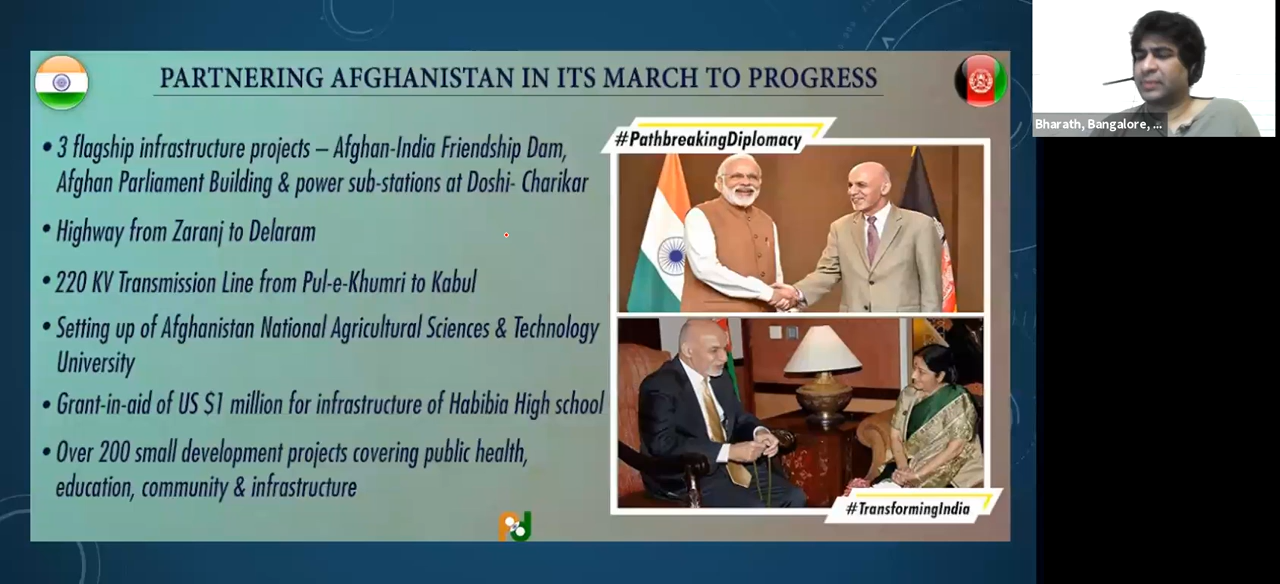 PARTNERING AFGHANISTAN IN ITS MARCH TO PROGRESS
• 3 flagship infrastructure projects – Afghan-India Friendship Dam,
Afghan Parliament Building & power sub-stations at Doshi- Charikar
• Highway from Zaranj to Delaram
• 220 KV Transmission Line from Pul-e-Khumri to Kabul
• Setting up of Afghanistan National Agricultural Sciences & Technology
University
• Grant-in-aid of US $1 million for infrastructure of Habibia High school
• Over 200 small development projects covering public health,
education, community & infrastructure
#PathbreakingDiplomacy
#TransformingIndia
pd
Bharath, Bangalore, ...